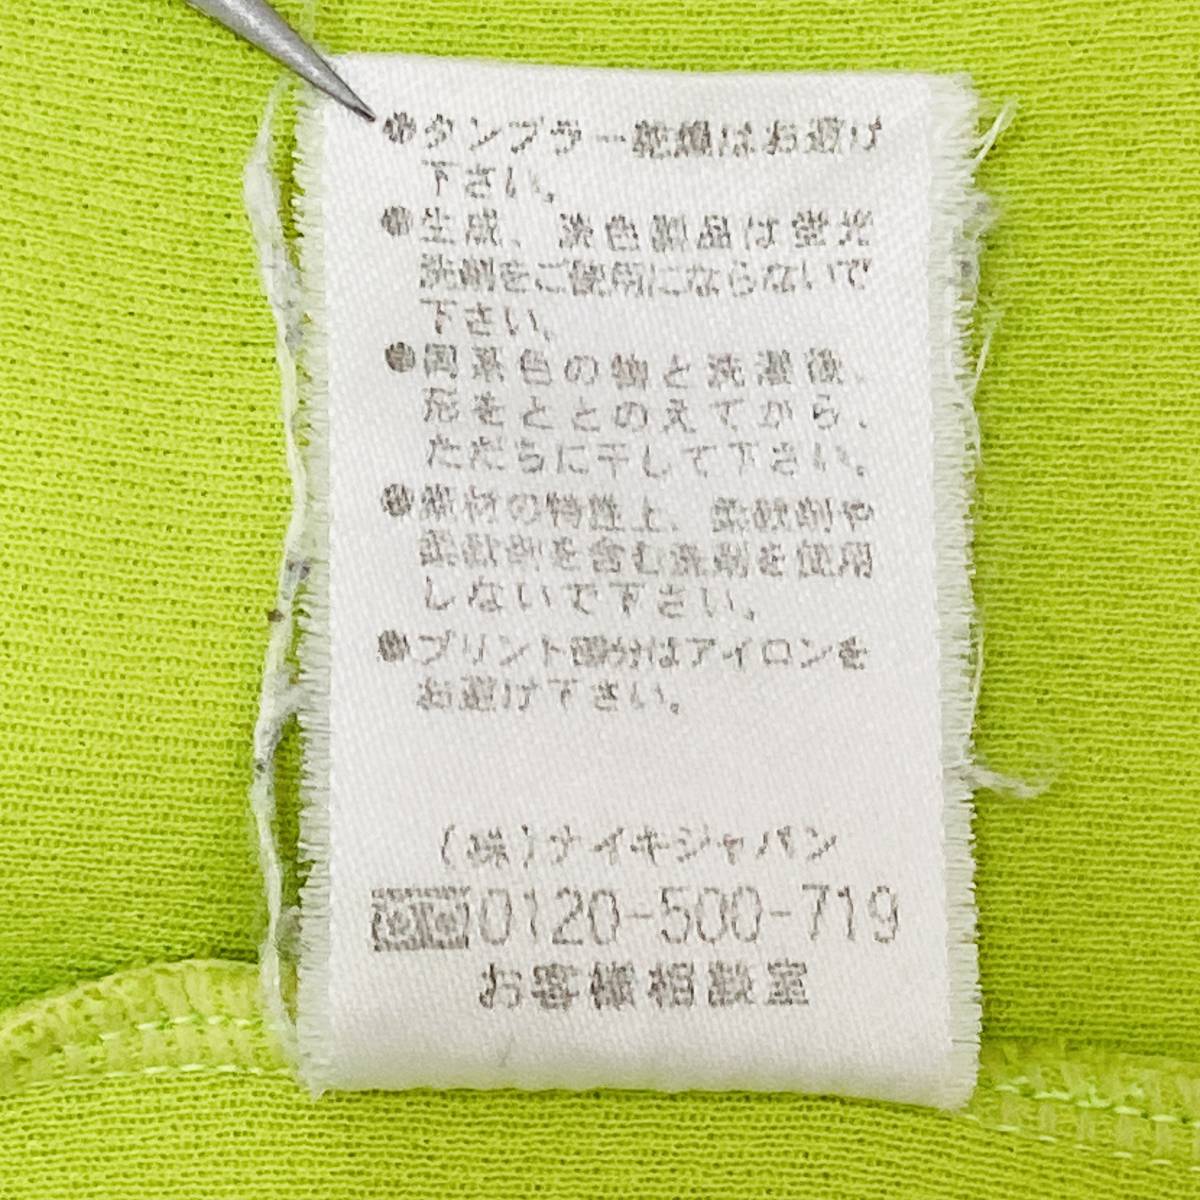 ●タンブラー乾燥はお避け
下さい。
●生成、淡色製品は蛍光
洗剤をご使用にならないで
下さい。
●同系色の物と洗濯後、
形をととのえてから、
ただちに干して下さい。
●素材の特性上、柔軟剤や
柔軟剤を含む洗剤を使用
しないで下さい。
●プリント部分はアイロンを
お避け下さい。
(株)ナイキジャパン
0120-500-719
お客様相談室